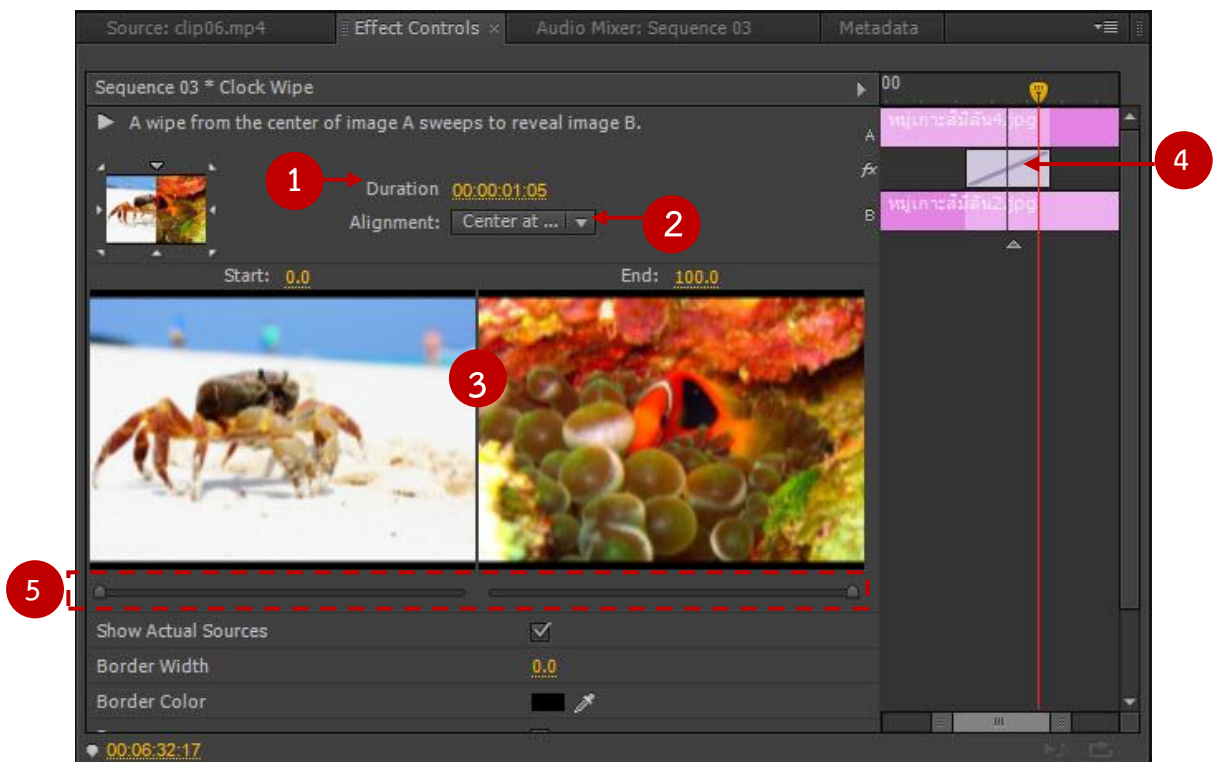 Source: clip06.mp4 Effect Controls × Audio Mixer: Sequence 03 Metadata
Sequence 03 * Clock Wipe 00
A wipe from the center of image A sweeps to reveal image B.
หมู่เกาะสิมิลัน4.jpg
A
1 Duration 00:00:01:05
fx 4
Alignment: Center at ... 2
หมู่เกาะสิมิลัน2.jpg
B
Start: 0.0 End: 100.0
3
5
Show Actual Sources
Border Width 0.0
Border Color
00:06:32:17